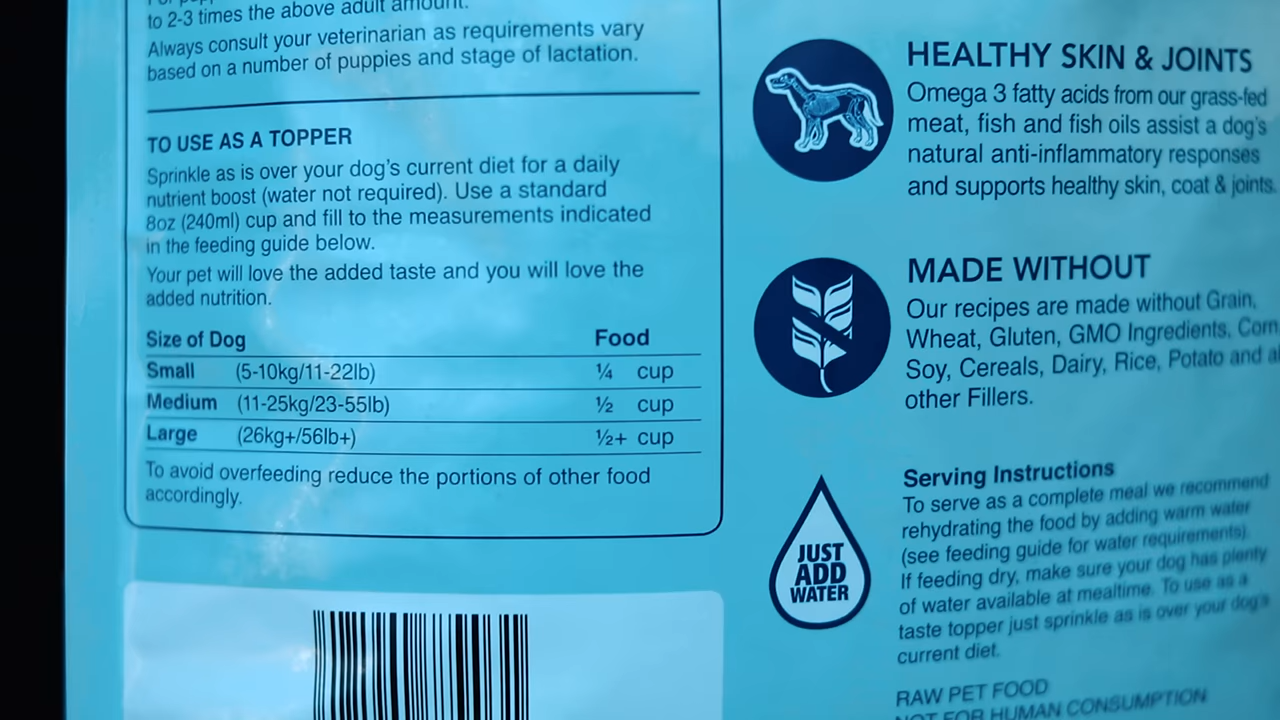 to 2-3 times the above adult amount.
Always consult your veterinarian as requirements vary
based on a number of puppies and stage of lactation.
TO USE AS A TOPPER
Sprinkle as is over your dog's current diet for a daily
nutrient boost (water not required). Use a standard
8oz (240ml) cup and fill to the measurements indicated
in the feeding guide below.
Your pet will love the added taste and you will love the
added nutrition.
Size of Dog Food
Small (5-10kg/11-22lb) ¼ cup
Medium (11-25kg/23-55lb) ½ cup
Large (26kg+/56lb+) ½+ cup
To avoid overfeeding reduce the portions of other food
accordingly.
HEALTHY SKIN & JOINTS
Omega 3 fatty acids from our grass-fed
meat, fish and fish oils assist a dog's
natural anti-inflammatory responses
and supports healthy skin, coat & joints.
MADE WITHOUT
Our recipes are made without Grain,
Wheat, Gluten, GMO Ingredients, Corn
Soy, Cereals, Dairy, Rice, Potato and
other Fillers.
JUST
ADD
WATER
Serving Instructions
To serve as a complete meal we recommend
rehydrating the food by adding warm water
(see feeding guide for water requirements).
If feeding dry, make sure your dog has plenty
of water available at mealtime. To use as a
taste topper just sprinkle as is over your dog's
current diet.
RAW PET FOOD
NOT FOR HUMAN CONSUMPTION